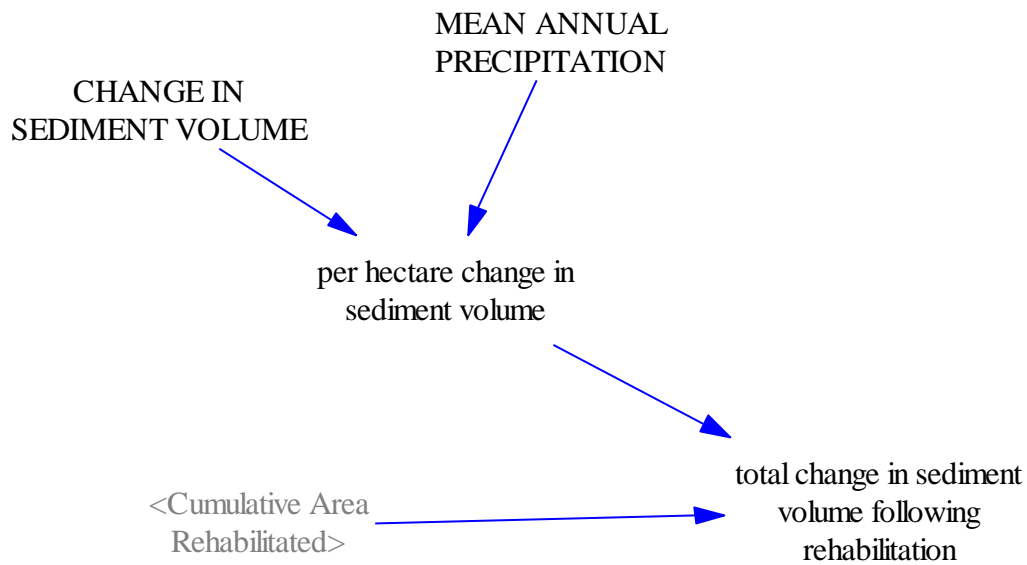 MEAN ANNUAL
PRECIPITATION
CHANGE IN
SEDIMENT VOLUME
per hectare change in
sediment volume
total change in sediment
volume following
rehabilitation
<Cumulative Area
Rehabilitated>